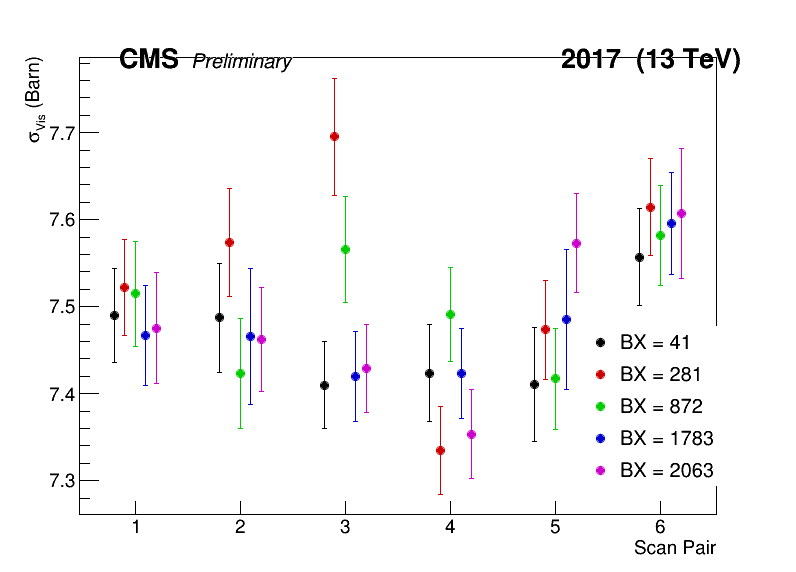 CMS Preliminary 2017 (13 TeV)
σVis (Barn)
7.7
7.6
7.5
7.4
7.3
BX = 41
BX = 281
BX = 872
BX = 1783
BX = 2063
1 2 3 4 5 6
Scan Pair